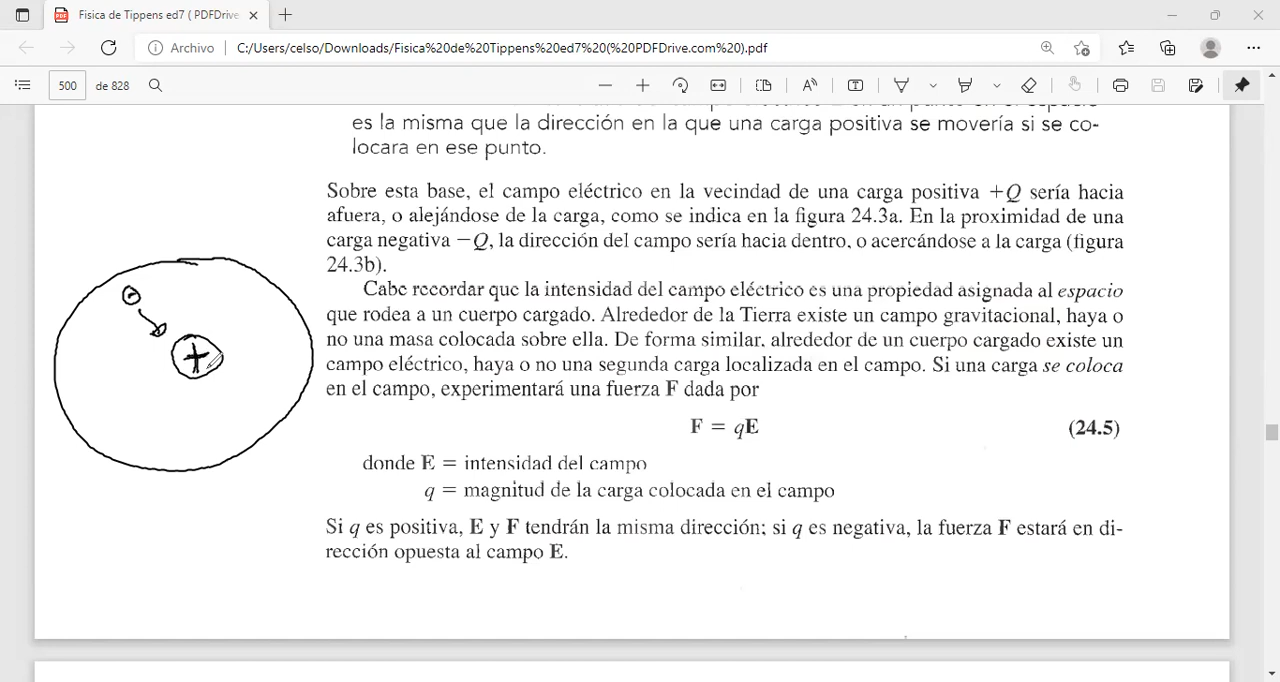 Fisica de Tippens ed7 ( PDFDrive
Archivo
C:/Users/celso/Downloads/Fisica%20de%20Tippens%20ed7%20(%20PDFDrive.com%20).pdf
500 de 828
es la misma que la dirección en la que una carga positiva se movería si se co-
locara en ese punto.
Sobre esta base, el campo eléctrico en la vecindad de una carga positiva +Q sería hacia
afuera, o alejándose de la carga, como se indica en la figura 24.3a. En la proximidad de una
carga negativa −Q, la dirección del campo sería hacia dentro, o acercándose a la carga (figura
24.3b).
Cabe recordar que la intensidad del campo eléctrico es una propiedad asignada al espacio
que rodea a un cuerpo cargado. Alrededor de la Tierra existe un campo gravitacional, haya o
no una masa colocada sobre ella. De forma similar, alrededor de un cuerpo cargado existe un
campo eléctrico, haya o no una segunda carga localizada en el campo. Si una carga se coloca
en el campo, experimentará una fuerza F dada por
F = qE (24.5)
donde E = intensidad del campo
q = magnitud de la carga colocada en el campo
Si q es positiva, E y F tendrán la misma dirección; si q es negativa, la fuerza F estará en di-
rección opuesta al campo E.
-
+